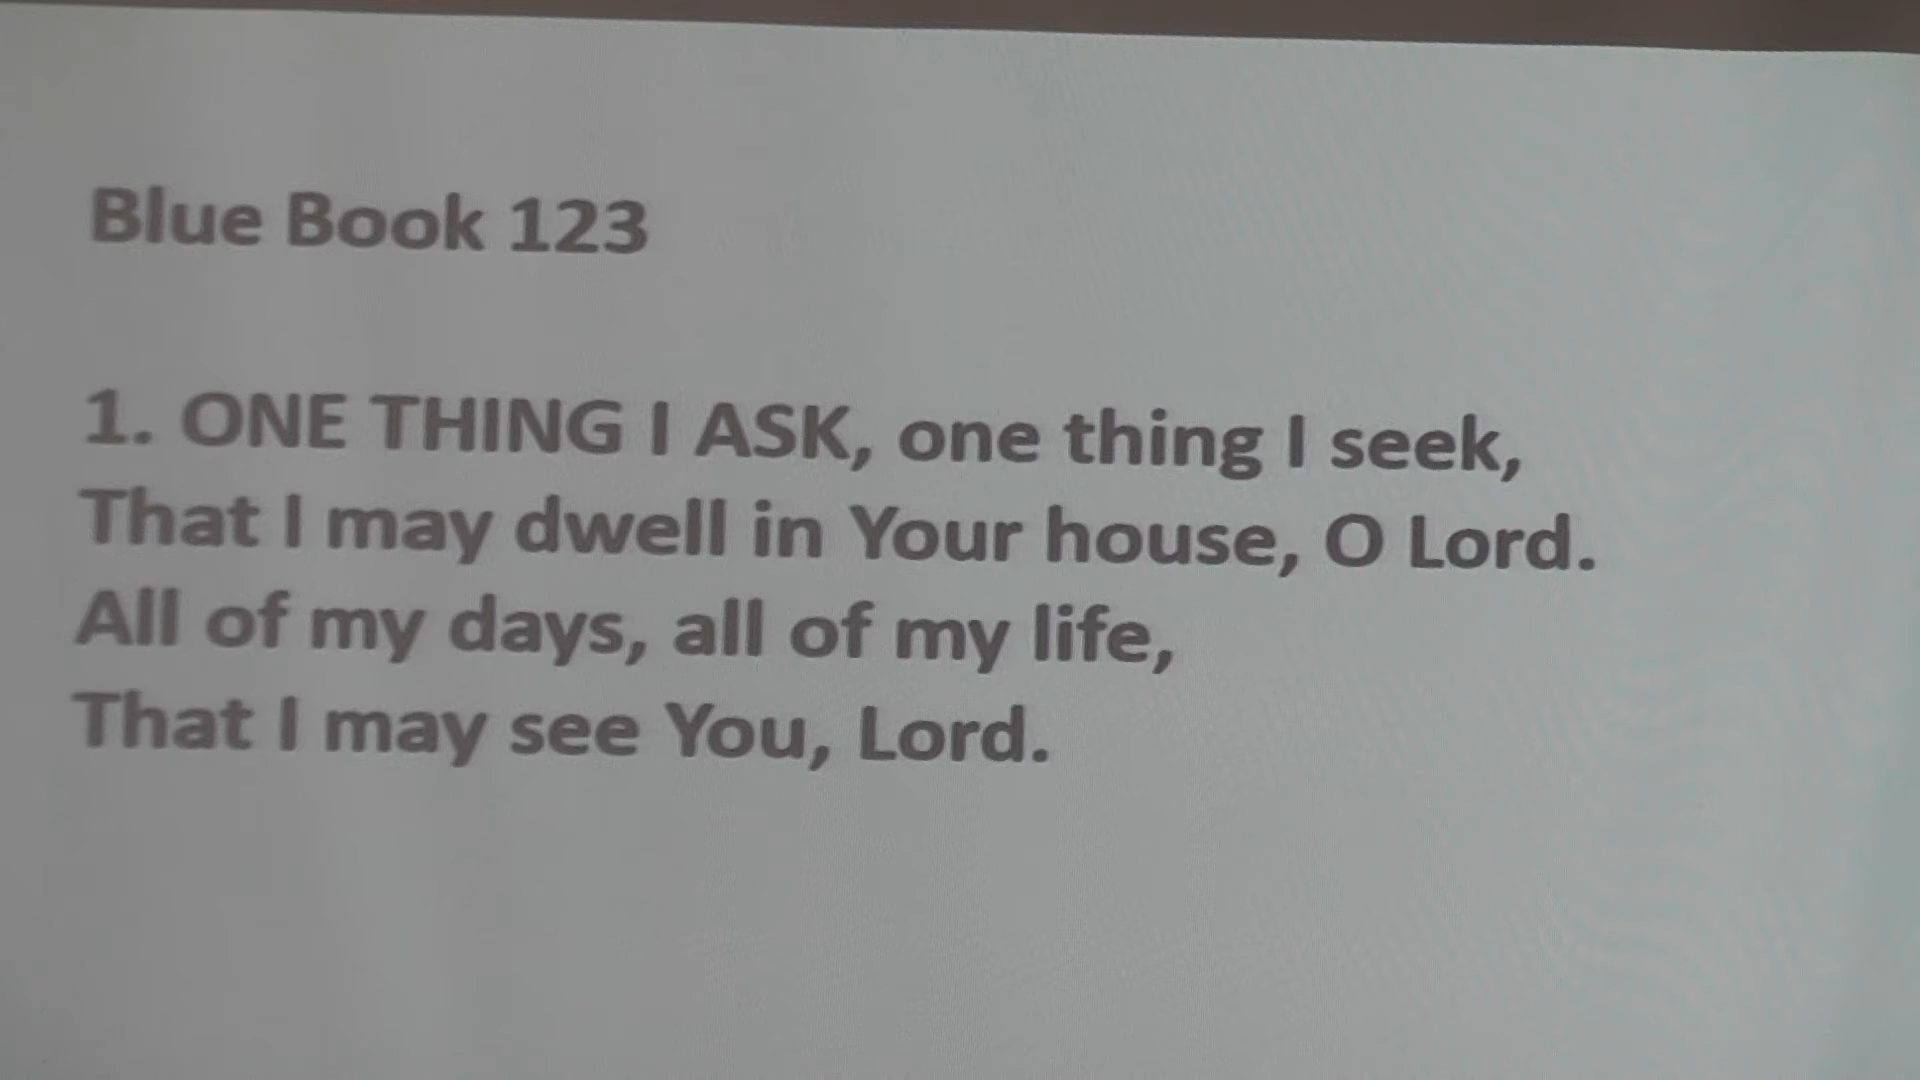 Blue Book 123
1. ONE THING I ASK, one thing I seek,
That I may dwell in Your house, O Lord.
All of my days, all of my life,
That I may see You, Lord.